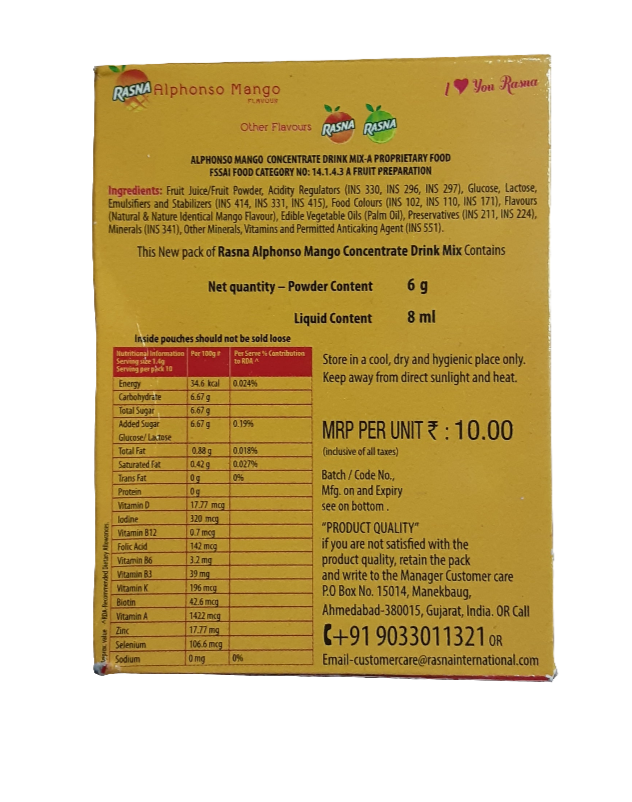 RASNA Alphonso Mango
FLAVOUR
I ❤ You Rasna
Other Flavours RASNA RASNA
ALPHONSO MANGO CONCENTRATE DRINK MIX-A PROPRIETARY FOOD
FSSAI FOOD CATEGORY NO: 14.1.4.3 A FRUIT PREPARATION
Ingredients: Fruit Juice/Fruit Powder, Acidity Regulators (INS 330, INS 296, INS 297), Glucose, Lactose,
Emulsifiers and Stabilizers (INS 414, INS 331, INS 415), Food Colours (INS 102, INS 110, INS 171), Flavours
(Natural & Nature Identical Mango Flavour), Edible Vegetable Oils (Palm Oil), Preservatives (INS 211, INS 224),
Minerals (INS 341), Other Minerals, Vitamins and Permitted Anticaking Agent (INS 551).
This New pack of Rasna Alphonso Mango Concentrate Drink Mix Contains
Net quantity – Powder Content 6 g
Liquid Content 8 ml
Inside pouches should not be sold loose
Nutritional Information Per 100g # Per Serve % Contribution
Serving size 1.4g to RDA ^
Serving per pack 10
Energy 34.6 kcal 0.024%
Carbohydrate 6.67 g
Total Sugar 6.67 g
Added Sugar 6.67 g 0.19%
Glucose/ Lactose
Total Fat 0.88 g 0.018%
Saturated Fat 0.42 g 0.027%
Trans Fat 0 g 0%
Protein 0 g
Vitamin D 17.77 mcg
Iodine 320 mcg
Vitamin B12 0.7 mcg
Folic Acid 142 mcg
Vitamin B6 3.2 mg
Vitamin B3 39 mg
Vitamin K 196 mcg
Biotin 42.6 mcg
Vitamin A 1422 mcg
Zinc 17.77 mg
Selenium 106.6 mcg
Sodium 0 mg 0%
value ^RDA Recommended Dietary Allowances.
Store in a cool, dry and hygienic place only.
Keep away from direct sunlight and heat.
MRP PER UNIT ₹ : 10.00
(inclusive of all taxes)
Batch / Code No.,
Mfg. on and Expiry
see on bottom .
"PRODUCT QUALITY"
if you are not satisfied with the
product quality, retain the pack
and write to the Manager Customer care
P.O Box No. 15014, Manekbaug,
Ahmedabad-380015, Gujarat, India. OR Call
+91 9033011321 OR
Email-customercare@rasnainternational.com